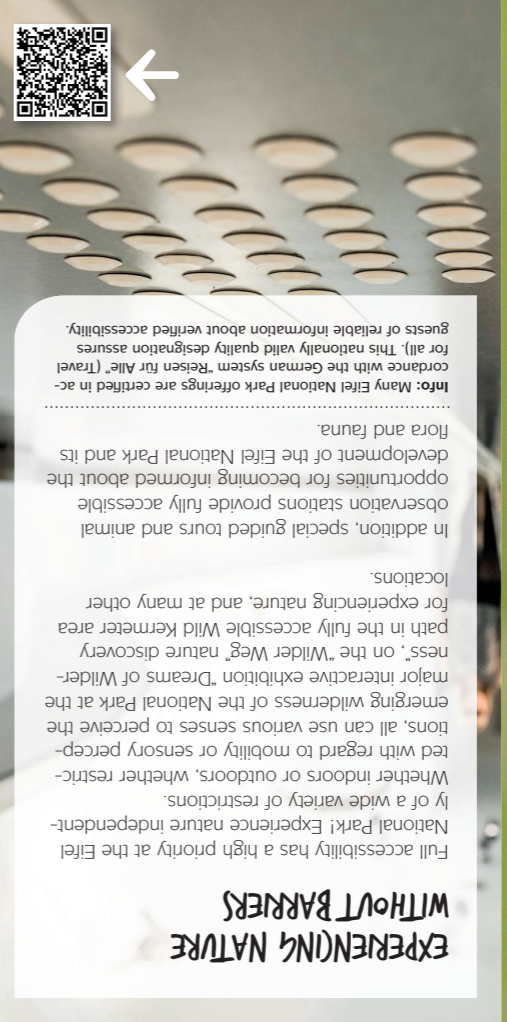 EXPERIENCING NATURE
WITHOUT BARRIERS
Full accessibility has a high priority at the Eifel
National Park! Experience nature independent-
ly of a wide variety of restrictions.
Whether indoors or outdoors, whether restric-
ted with regard to mobility or sensory percep-
tions, all can use various senses to perceive the
emerging wilderness of the National Park at the
major interactive exhibition "Dreams of Wilder-
ness", on the "Wilder Weg" nature discovery
path in the fully accessible Wild Kermeter area
for experiencing nature, and at many other
locations.
In addition, special guided tours and animal
observation stations provide fully accessible
opportunities for becoming informed about the
development of the Eifel National Park and its
flora and fauna.
Info: Many Eifel National Park offerings are certified in ac-
cordance with the German system "Reisen für Alle" (Travel
for all). This nationally valid quality designation assures
guests of reliable information about verified accessibility.